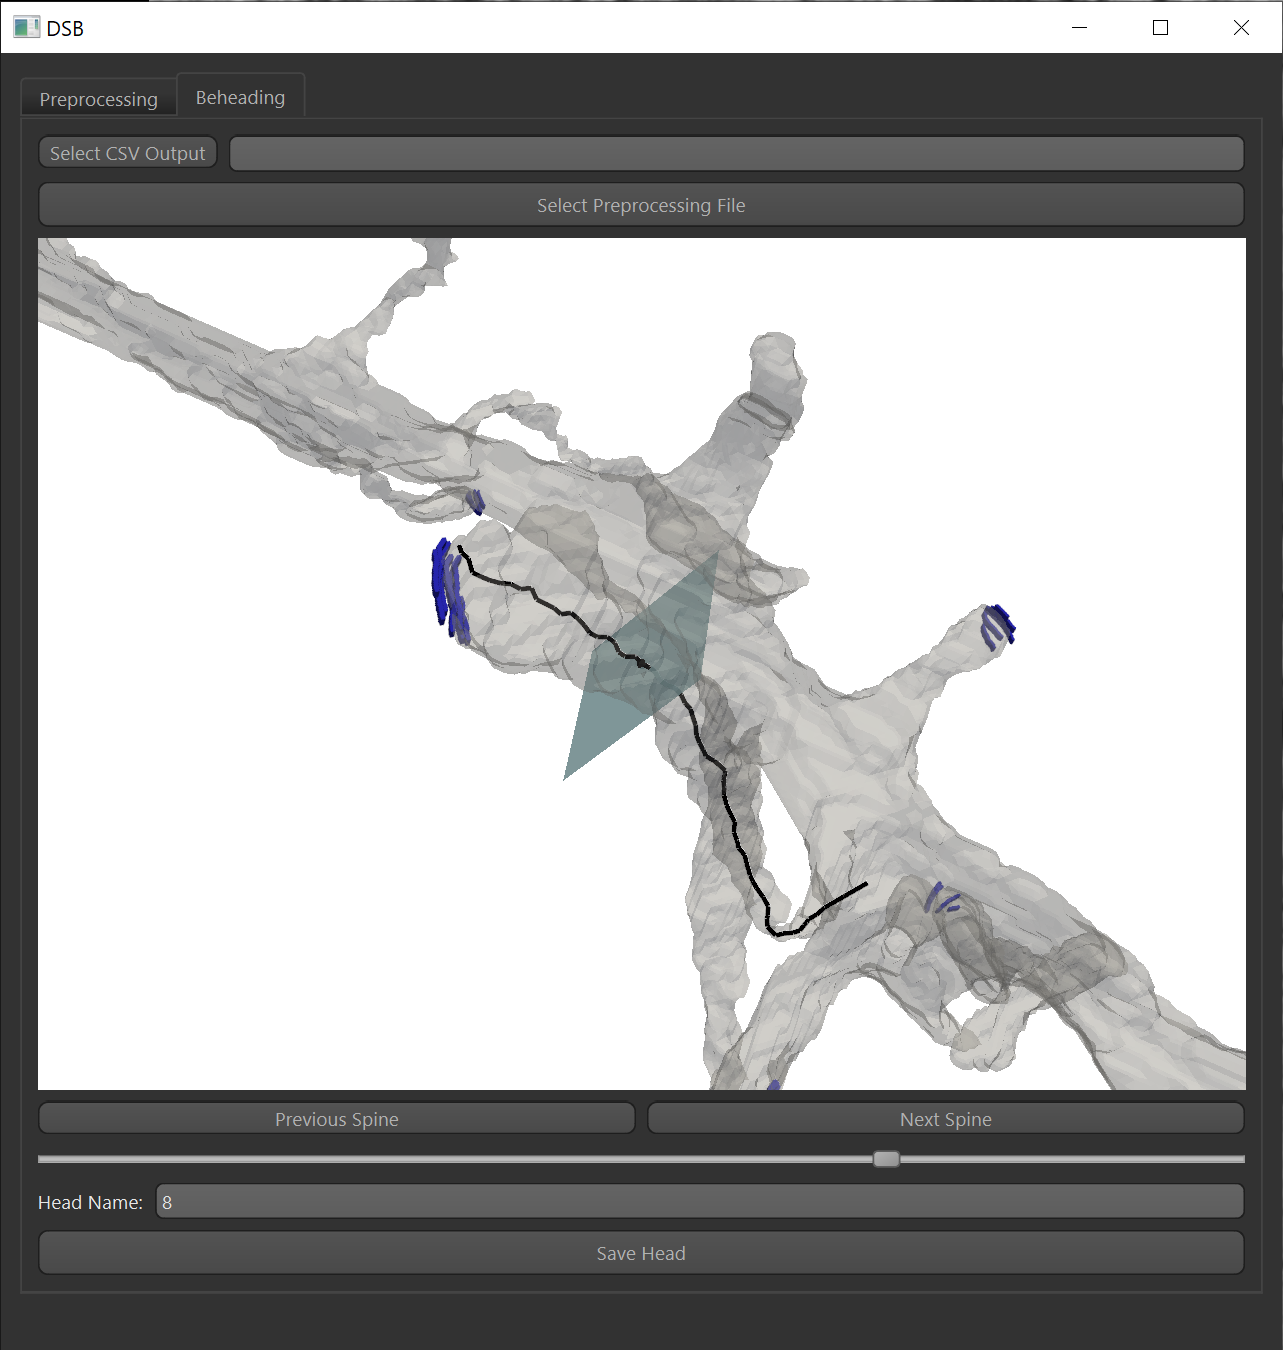 DSB
Preprocessing
Beheading
Select CSV Output
Select Preprocessing File
Previous Spine
Next Spine
Head Name: 8
Save Head